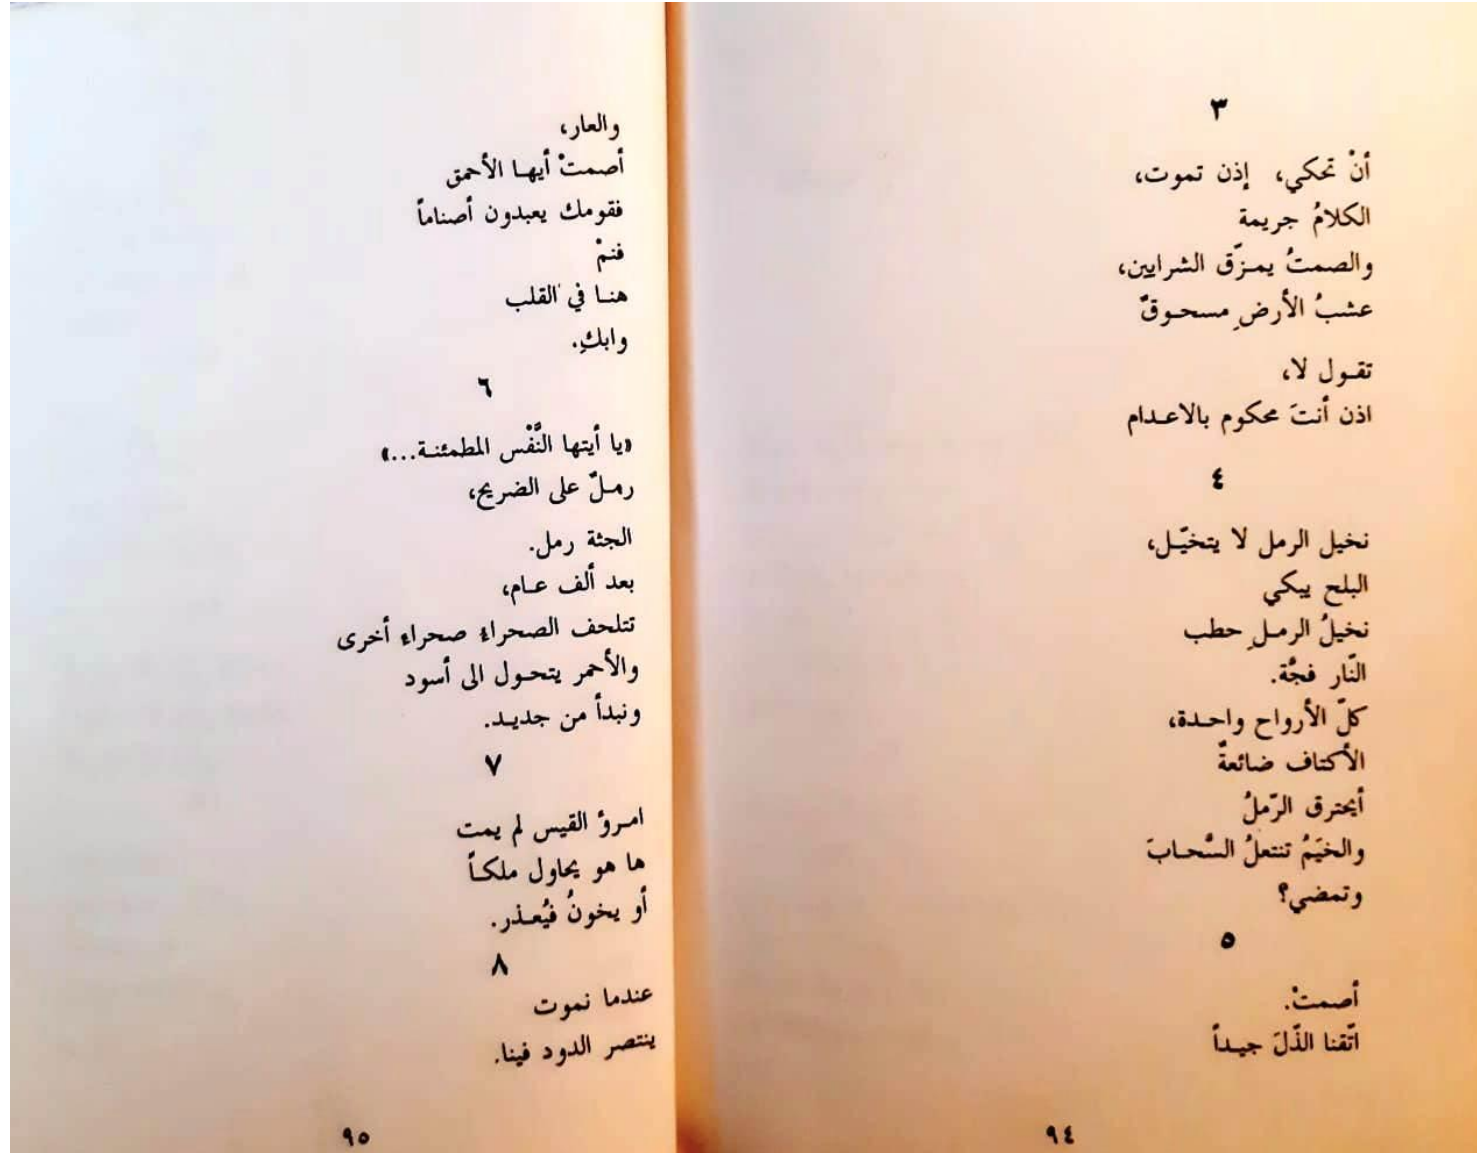 ٣
أنْ تحكي، إذن تموت،
الكلامُ جريمة
والصمتُ يمزّق الشرايين،
عشبُ الأرضِ مسحوقٌ
تقول لا،
اذن أنتَ محكوم بالاعدام
٤
نخيل الرمل لا يتخيّل،
البلح يبكي
نخيلُ الرملِ حطب
النّار فجَّة.
كلّ الأرواح واحدة،
الأكتاف ضائعةٌ
أيحترق الرّملُ
والخيَمُ تنتعلُ السَّحابَ
وتمضي؟
٥
أصمتْ.
اتّقنا الذّلَ جيداً
٩٤
والعار،
أصمتْ أيها الأحمق
فقومك يعبدون أصناماً
فنمْ
هنا في القلب
وابكِ.
٦
«يا أيتها النَّفْس المطمئنة...»
رملٌ على الضريح،
الجثة رمل.
بعد ألف عام،
تتلحف الصحراء صحراء أخرى
والأحمر يتحول الى أسود
ونبدأ من جديد.
٧
امرؤ القيس لم يمت
ها هو يحاول ملكاً
أو يخونُ فيُعذر.
٨
عندما نموت
ينتصر الدود فينا.
٩٥